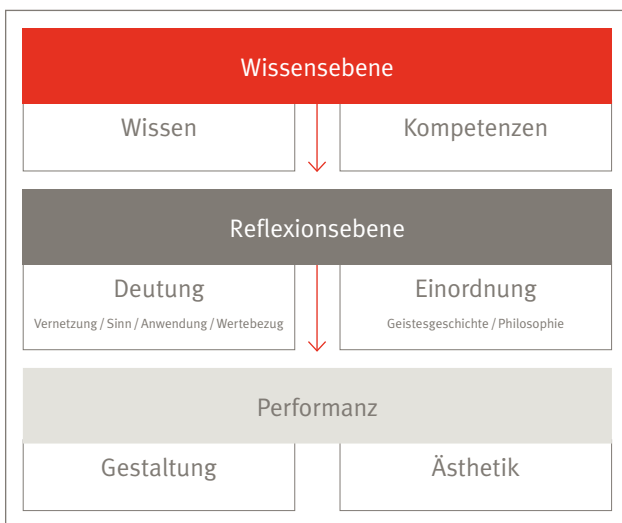 Wissensebene
Wissen
Kompetenzen
Reflexionsebene
Deutung
Vernetzung / Sinn / Anwendung / Wertebezug
Einordnung
Geistesgeschichte / Philosophie
Performanz
Gestaltung
Ästhetik